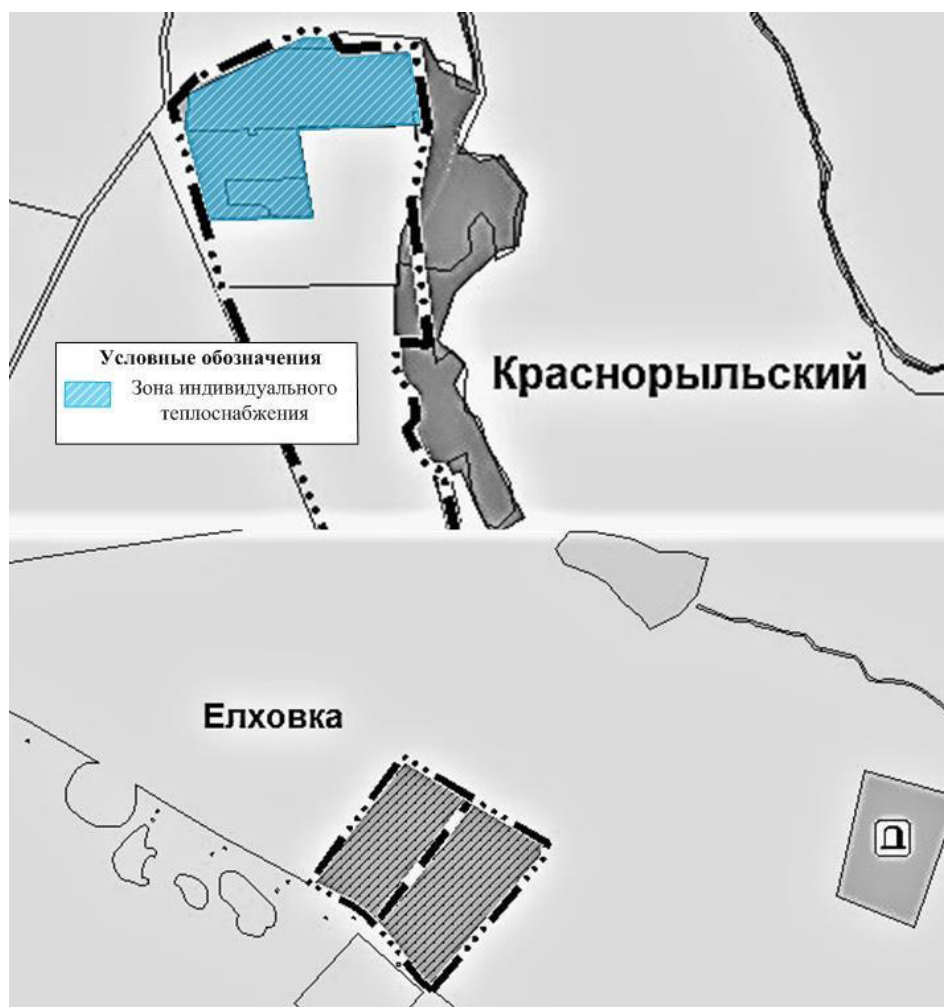 Условные обозначения
Зона индивидуального
теплоснабжения
Краснорыльский
Елховка